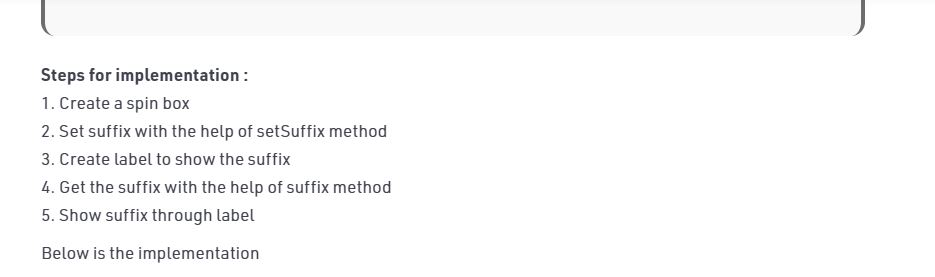 Steps for implementation :
1. Create a spin box
2. Set suffix with the help of setSuffix method
3. Create label to show the suffix
4. Get the suffix with the help of suffix method
5. Show suffix through label
Below is the implementation